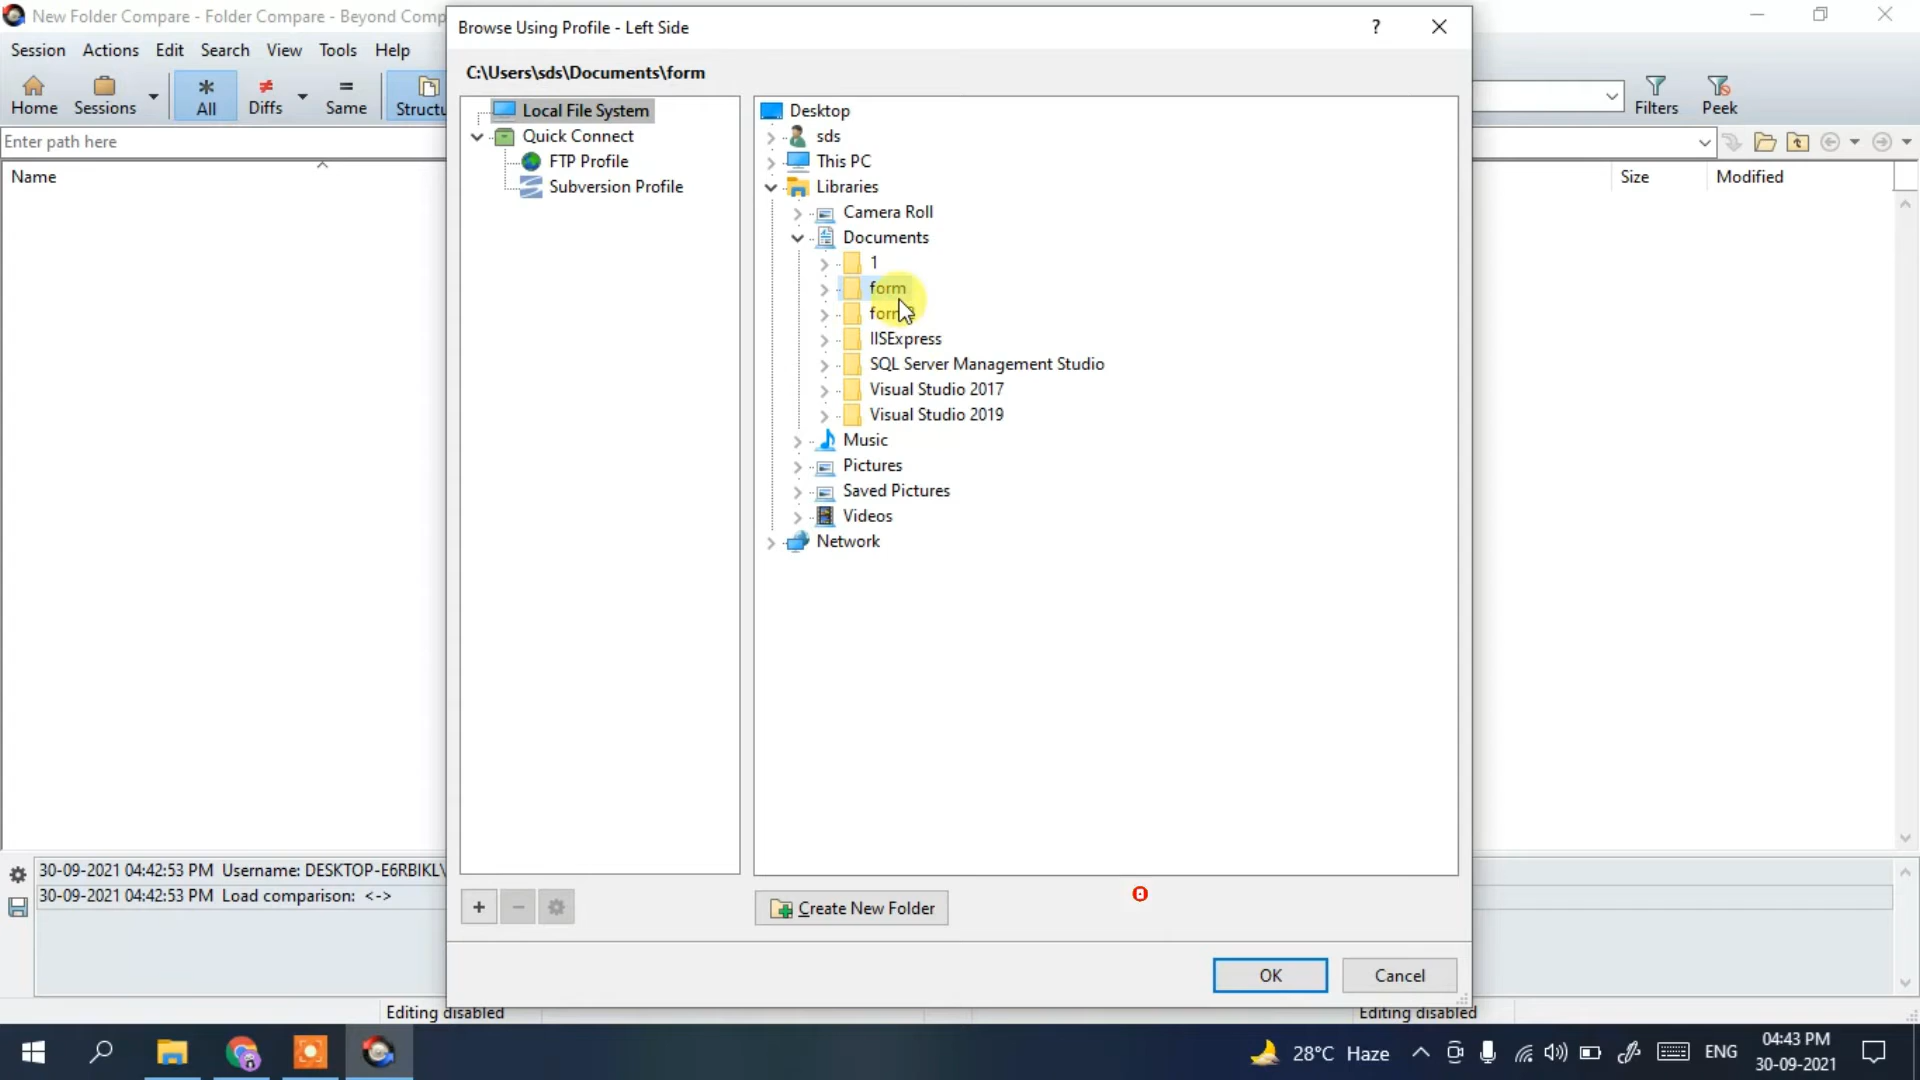 New Folder Compare - Folder Compare - Beyond Comp
Browse Using Profile - Left Side
?
Session Actions Edit Search View Tools Help
C:\Users\sds\Documents\form
Home Sessions All Diffs Same Structu
Filters Peek
Enter path here
Name
Size Modified
Local File System
Quick Connect
FTP Profile
Subversion Profile
Desktop
sds
This PC
Libraries
Camera Roll
Documents
1
form
IISExpress
SQL Server Management Studio
Visual Studio 2017
Visual Studio 2019
Music
Pictures
Saved Pictures
Videos
Network
30-09-2021 04:42:53 PM Username: DESKTOP-E6RBIKL\
30-09-2021 04:42:53 PM Load comparison: <->
Create New Folder
OK Cancel
Editing disabled Editing disabled
28°C Haze ENG 04:43 PM
30-09-2021